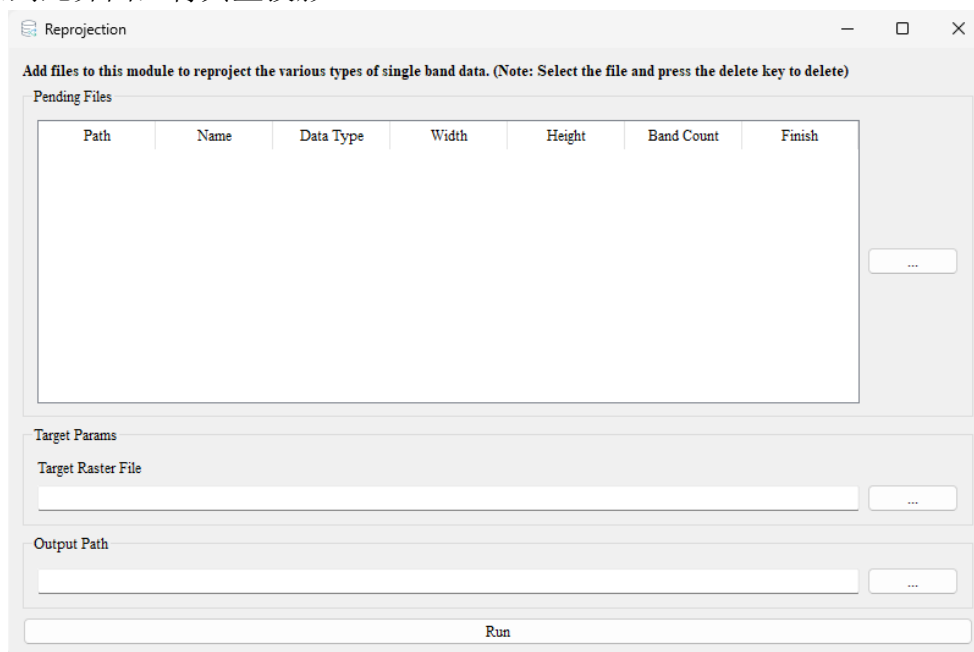 Reprojection
Add files to this module to reproject the various types of single band data. (Note: Select the file and press the delete key to delete)
Pending Files
Path Name Data Type Width Height Band Count Finish
...
Target Params
Target Raster File
...
Output Path
...
Run